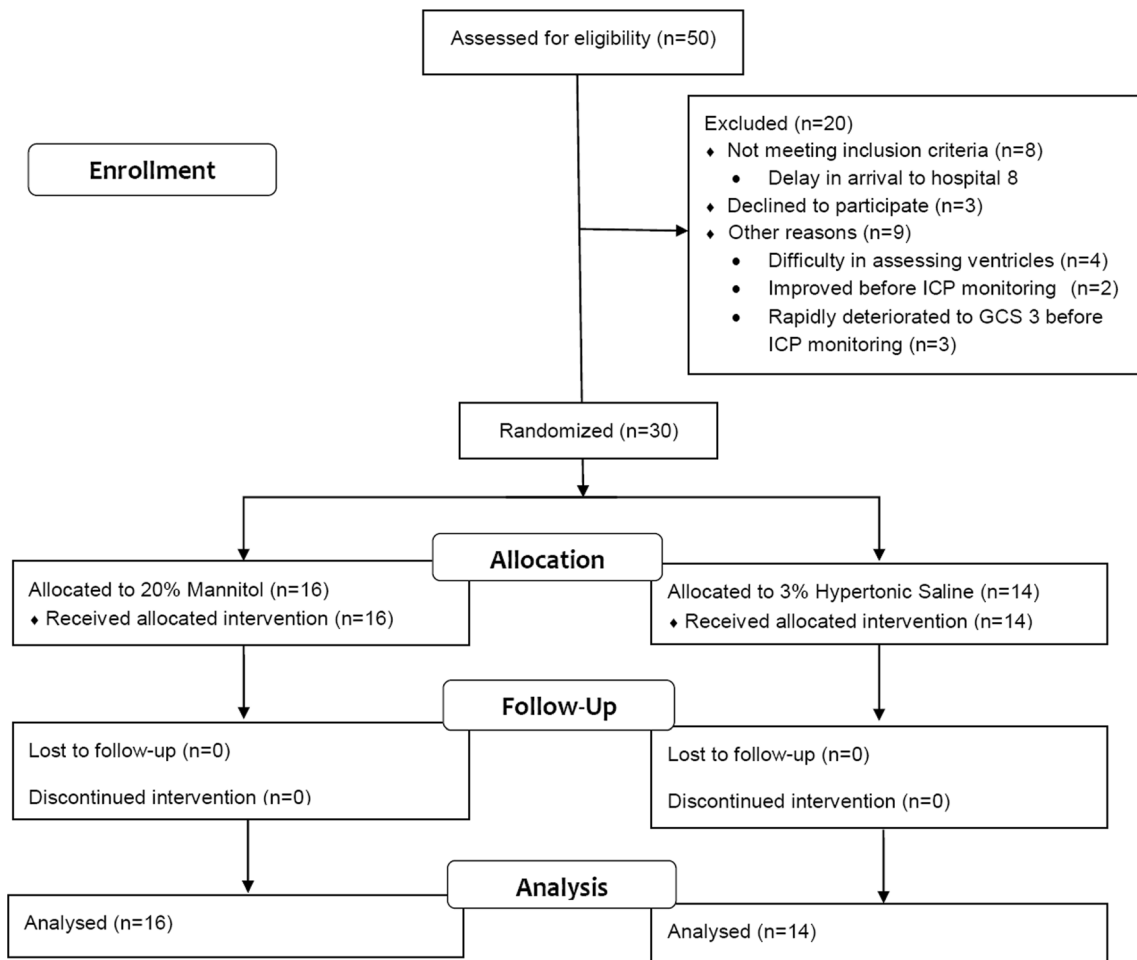 Assessed for eligibility (n=50)
Excluded (n=20)
♦ Not meeting inclusion criteria (n=8)
● Delay in arrival to hospital 8
♦ Declined to participate (n=3)
♦ Other reasons (n=9)
● Difficulty in assessing ventricles (n=4)
● Improved before ICP monitoring (n=2)
● Rapidly deteriorated to GCS 3 before
ICP monitoring (n=3)
Enrollment
Randomized (n=30)
Allocation
Allocated to 20% Mannitol (n=16)
♦ Received allocated intervention (n=16)
Allocated to 3% Hypertonic Saline (n=14)
♦ Received allocated intervention (n=14)
Follow-Up
Lost to follow-up (n=0)
Discontinued intervention (n=0)
Lost to follow-up (n=0)
Discontinued intervention (n=0)
Analysis
Analysed (n=16)
Analysed (n=14)